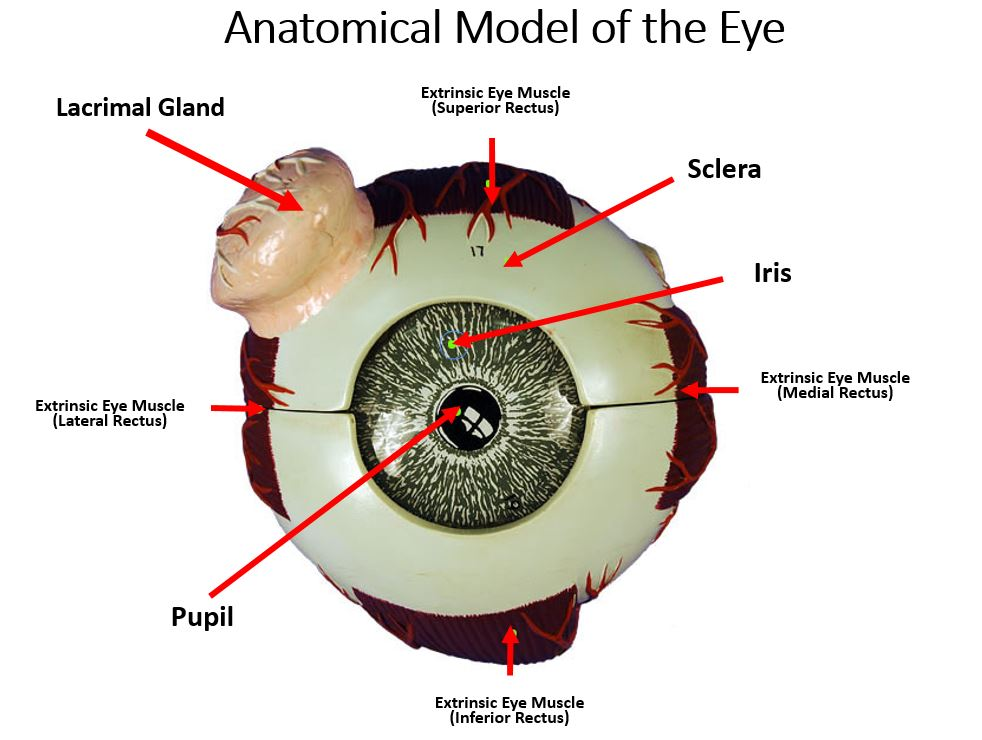 Anatomical Model of the Eye
Extrinsic Eye Muscle
(Superior Rectus)
Lacrimal Gland
Sclera
17
Iris
Extrinsic Eye Muscle
(Medial Rectus)
Extrinsic Eye Muscle
(Lateral Rectus)
Pupil
Extrinsic Eye Muscle
(Inferior Rectus)